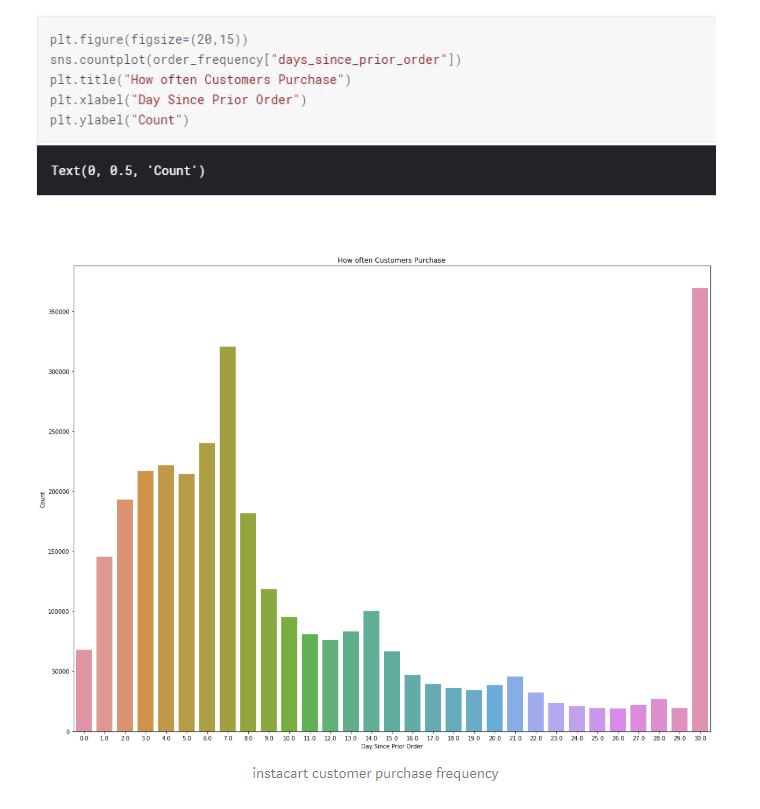 plt.figure(figsize=(20,15))
sns.countplot(order_frequency["days_since_prior_order"])
plt.title("How often Customers Purchase")
plt.xlabel("Day Since Prior Order")
plt.ylabel("Count")
Text(0, 0.5, 'Count')
How often Customers Purchase
350000
300000
250000
200000
150000
100000
50000
0
Count
0.0 1.0 2.0 3.0 4.0 5.0 6.0 7.0 8.0 9.0 10.0 11.0 12.0 13.0 14.0 15.0 16.0 17.0 18.0 19.0 20.0 21.0 22.0 23.0 24.0 25.0 26.0 27.0 28.0 29.0 30.0
Day Since Prior Order
instacart customer purchase frequency